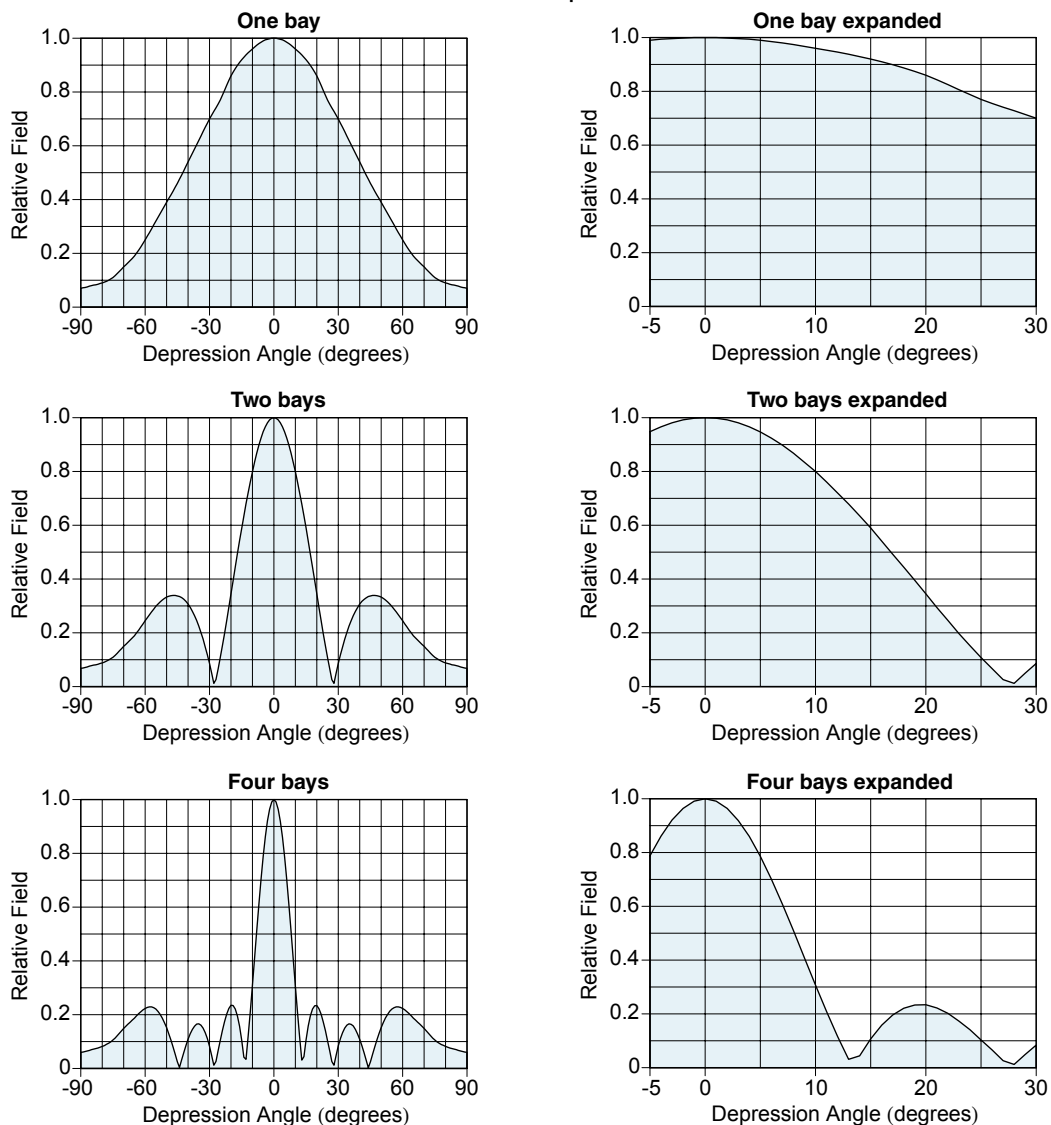 One bay
1.0
0.8
0.6
0.4
0.2
0
Relative Field
-90 -60 -30 0 30 60 90
Depression Angle (degrees)
One bay expanded
1.0
0.8
0.6
0.4
0.2
0
Relative Field
-5 0 10 20 30
Depression Angle (degrees)
Two bays
1.0
0.8
0.6
0.4
0.2
0
Relative Field
-90 -60 -30 0 30 60 90
Depression Angle (degrees)
Two bays expanded
1.0
0.8
0.6
0.4
0.2
0
Relative Field
-5 0 10 20 30
Depression Angle (degrees)
Four bays
1.0
0.8
0.6
0.4
0.2
0
Relative Field
-90 -60 -30 0 30 60 90
Depression Angle (degrees)
Four bays expanded
1.0
0.8
0.6
0.4
0.2
0
Relative Field
-5 0 10 20 30
Depression Angle (degrees)